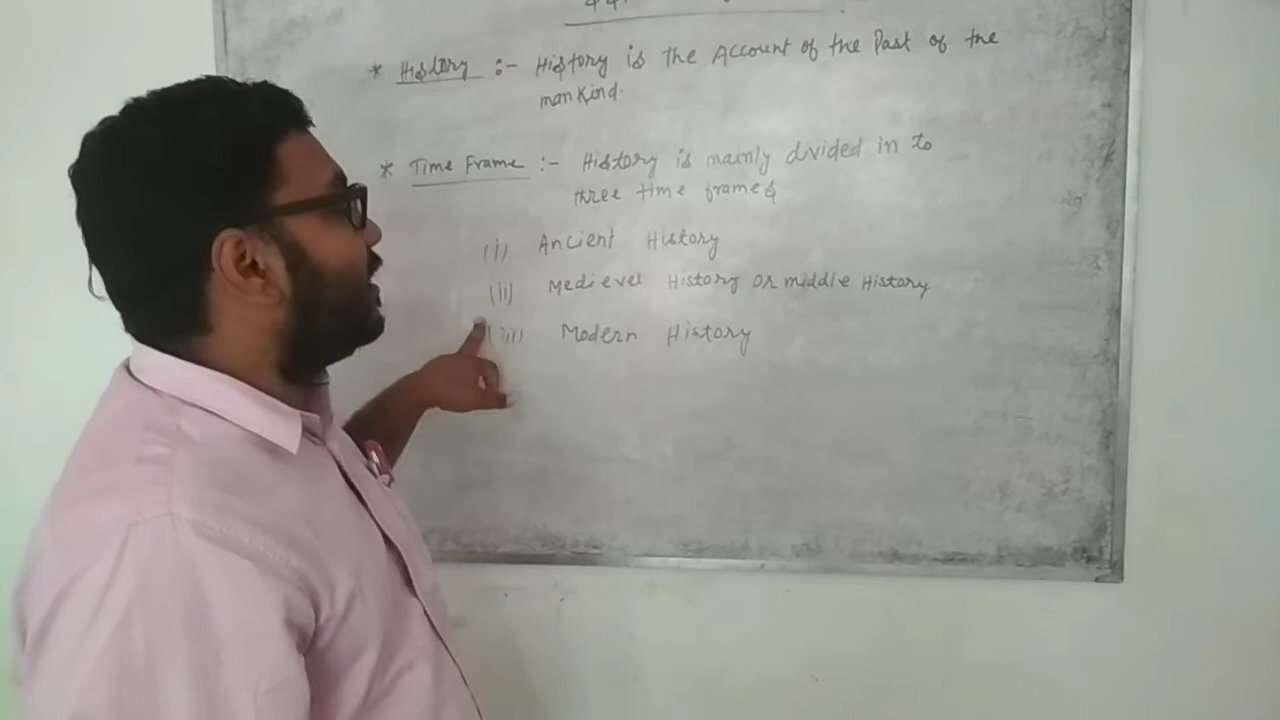 * History :- History is the Account of the Past of the
mankind.
* Time Frame :- History is mainly divided in to
three time frames
(i) Ancient History
(ii) Medievel History or middle History
(iii) Modern History